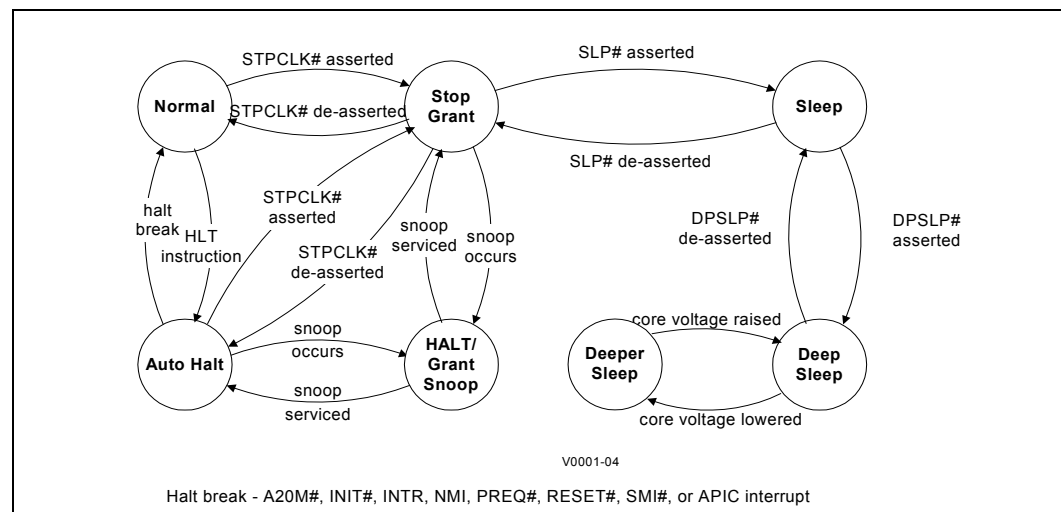 STPCLK# asserted
SLP# asserted
Normal
Stop
Grant
Sleep
STPCLK# de-asserted
SLP# de-asserted
halt
break
HLT
instruction
STPCLK#
asserted
STPCLK#
de-asserted
snoop
serviced
snoop
occurs
DPSLP#
de-asserted
DPSLP#
asserted
snoop
occurs
core voltage raised
Auto Halt
HALT/
Grant
Snoop
Deeper
Sleep
Deep
Sleep
snoop
serviced
core voltage lowered
V0001-04
Halt break - A20M#, INIT#, INTR, NMI, PREQ#, RESET#, SMI#, or APIC interrupt